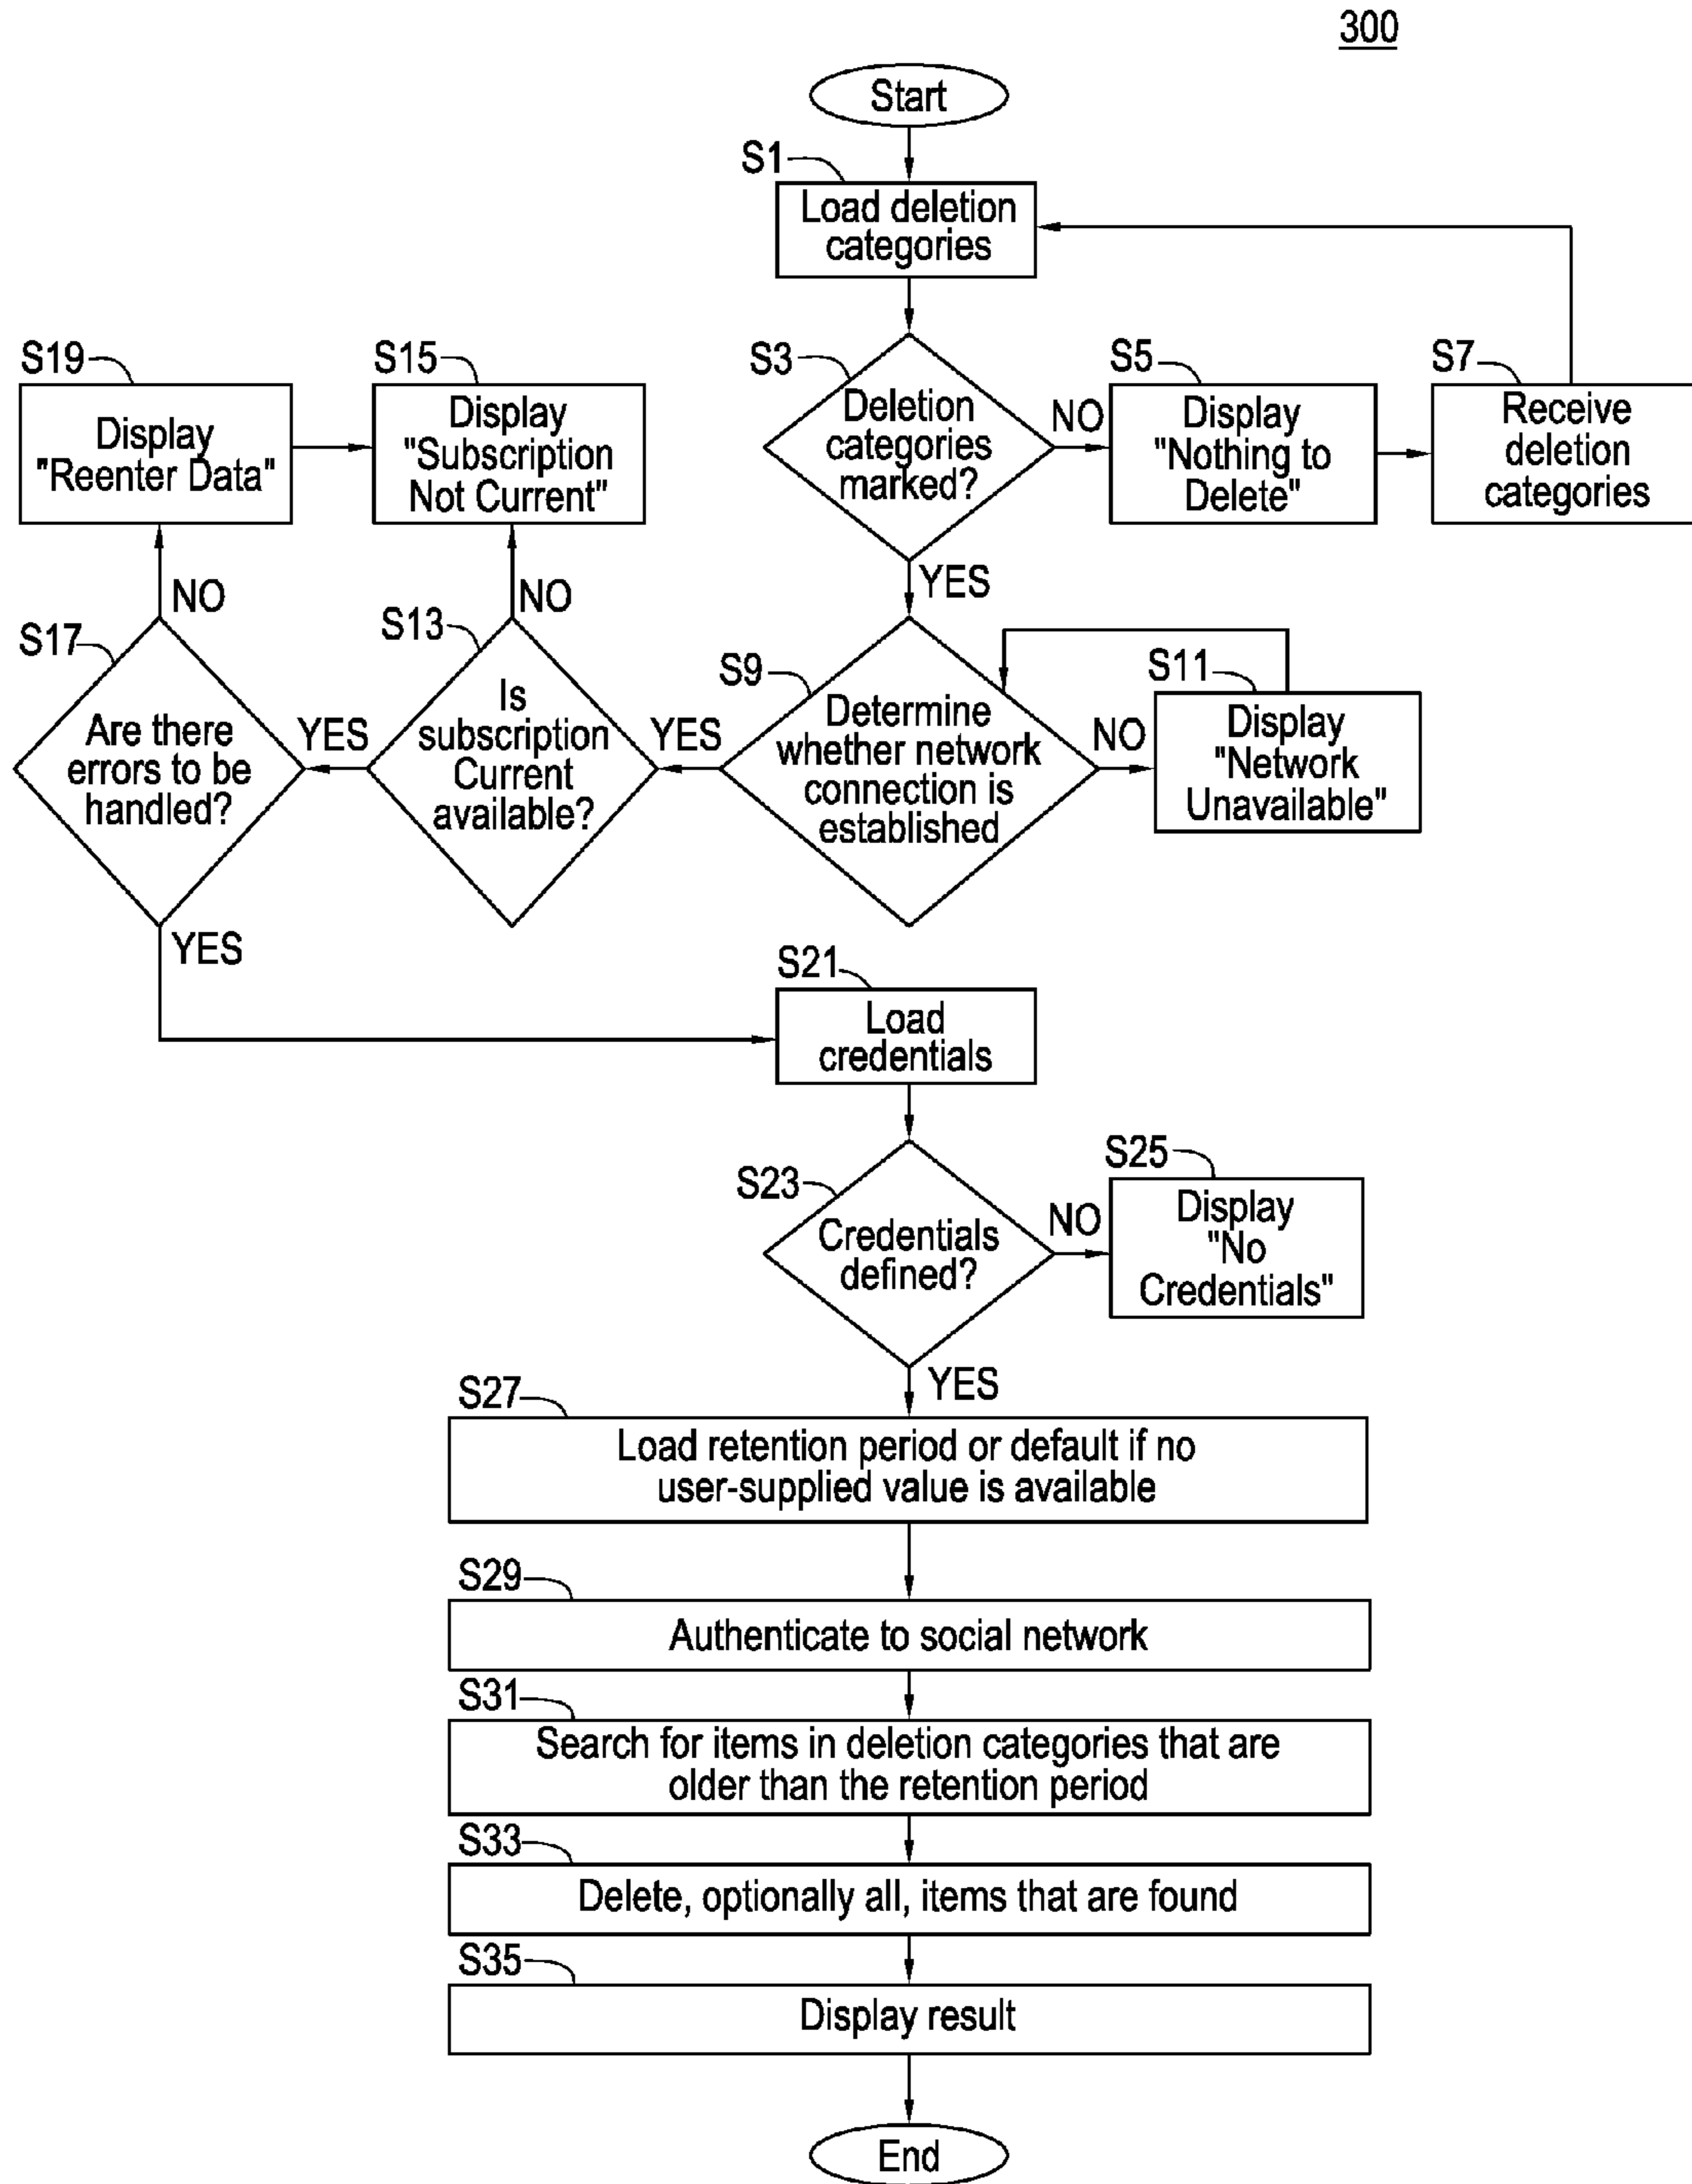 300
Start
S1
Load deletion
categories
S3
Deletion
categories
marked?
NO
S5
Display
"Nothing to
Delete"
S7
Receive
deletion
categories
YES
S19
Display
"Reenter Data"
S15
Display
"Subscription
Not Current"
NO
NO
S17
Are there
errors to be
handled?
YES
S13
Is
subscription
Current
available?
YES
S9
Determine
whether network
connection is
established
NO
S11
Display
"Network
Unavailable"
YES
S21
Load
credentials
S23
Credentials
defined?
NO
S25
Display
"No
Credentials"
YES
S27
Load retention period or default if no
user-supplied value is available
S29
Authenticate to social network
S31
Search for items in deletion categories that are
older than the retention period
S33
Delete, optionally all, items that are found
S35
Display result
End